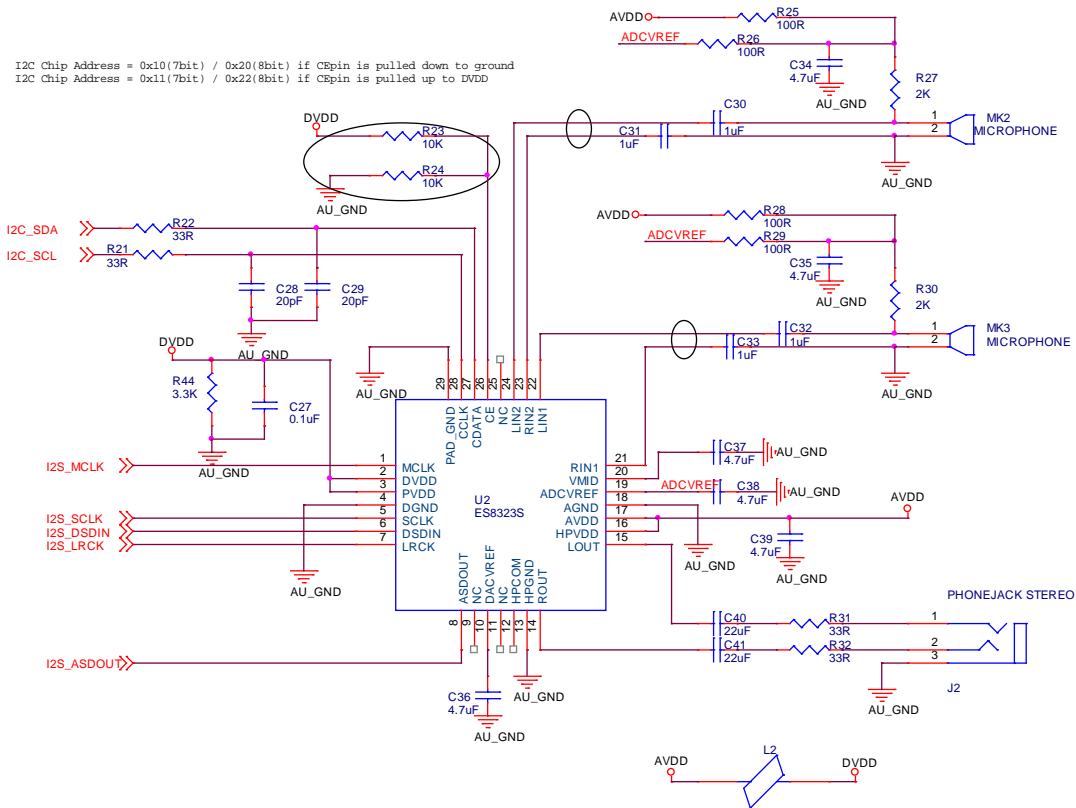 I2C Chip Address = 0x10(7bit) / 0x20(8bit) if CEpin is pulled down to ground
I2C Chip Address = 0x11(7bit) / 0x22(8bit) if CEpin is pulled up to DVDD
AVDD
R25
100R
ADCVREF
R26
100R
C34
4.7uF
AU_GND
R27
2K
C30
1uF
C31
1uF
1
2
MK2
MICROPHONE
AU_GND
DVDD
R23
10K
R24
10K
AU_GND
I2C_SDA
R22
33R
I2C_SCL
R21
33R
C28
20pF
C29
20pF
AU_GND
AVDD
R28
100R
ADCVREF
R29
100R
C35
4.7uF
AU_GND
R30
2K
C32
1uF
C33
1uF
1
2
MK3
MICROPHONE
AU_GND
DVDD
R44
3.3K
C27
0.1uF
AU_GND
AU_GND
29
28
27
26
25
24
23
22
PAD_GND
CCLK
CDATA
CE
NC
LIN2
RIN2
LIN1
I2S_MCLK
I2S_SCLK
I2S_DSDIN
I2S_LRCK
1
2
3
4
5
6
7
MCLK
DVDD
PVDD
DGND
SCLK
DSDIN
LRCK
AU_GND
U2
ES8323S
RIN1
VMID
ADCVREF
AGND
AVDD
HPVDD
LOUT
21
20
19
18
17
16
15
C37
4.7uF
AU_GND
ADCVREF
C38
4.7uF
AU_GND
AVDD
C39
4.7uF
AU_GND
AU_GND
ASDOUT
NC
DACVREF
NC
HPCOM
HPGND
ROUT
8
9
10
11
12
13
14
I2S_ASDOUT
C36
4.7uF
AU_GND
AU_GND
PHONEJACK STEREO
C40
22uF
R31
33R
C41
22uF
R32
33R
1
2
3
J2
AU_GND
AVDD
L2
DVDD